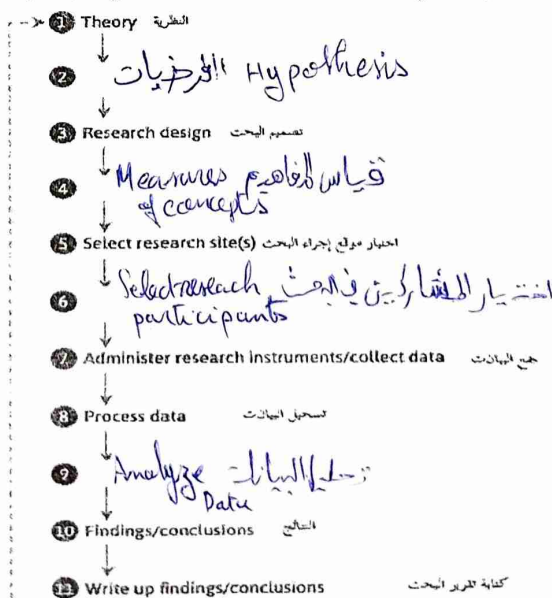 1 Theory النظرية
2 الفرضيات Hypothesis
3 Research design تصميم البحث
4 Measures قياس المفاهيم
of concepts
5 Select research site(s) اختيار موقع إجراء البحث
6 Select reseach اختيار المشاركين في البحث
participants
7 Administer research instruments/collect data جمع البيانات
8 Process data تسجيل البيانات
9 Analyze تحليل البيانات
Data
10 Findings/conclusions النتائج
11 Write up findings/conclusions كتابة تقرير البحث